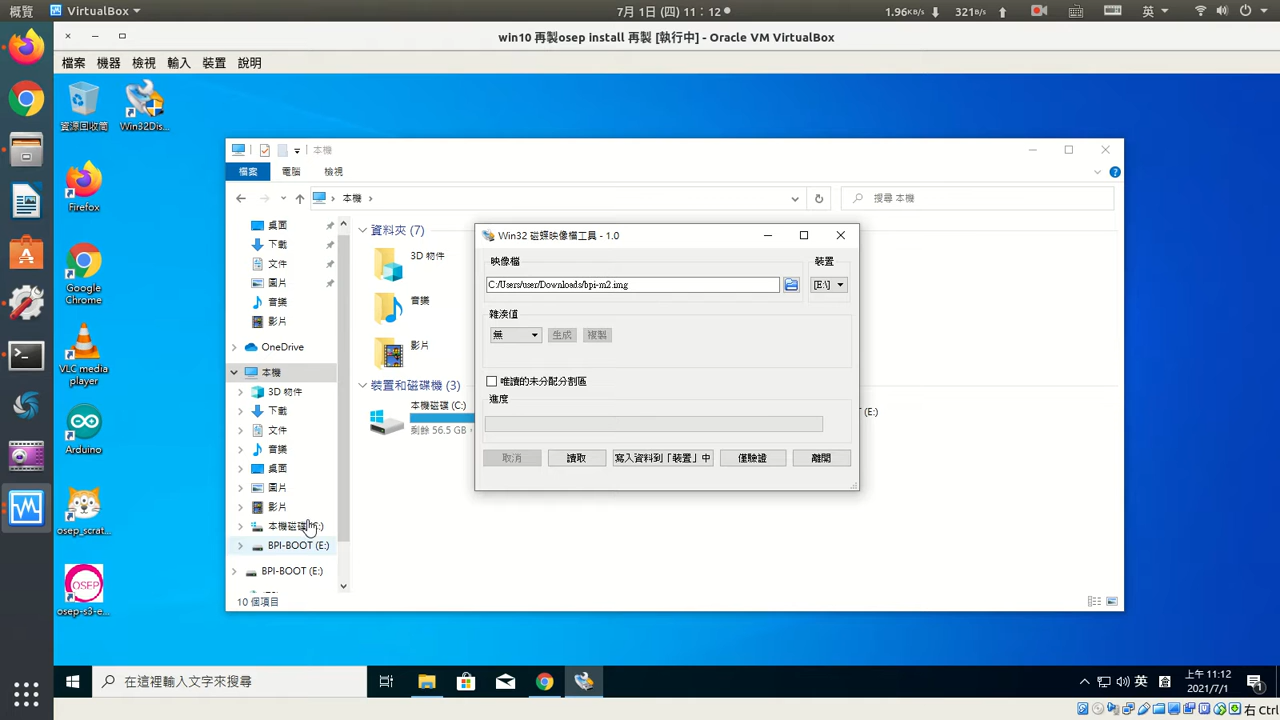 概覽
VirtualBox
7月 1日 (四) 11：12
1.96KB/s
321B/s
英
win10 再製osep install 再製 [執行中] - Oracle VM VirtualBox
檔案 機器 檢視 輸入 裝置 說明
資源回收筒
Win32Dis...
Firefox
Google Chrome
VLC media player
Arduino
osep_scrat...
OSEP
osep-s3-e...
本機
檔案 電腦 檢視
本機
搜尋 本機
桌面
下載
文件
圖片
音樂
影片
OneDrive
本機
3D 物件
下載
文件
音樂
桌面
圖片
影片
本機磁碟 (C:)
BPI-BOOT (E:)
BPI-BOOT (E:)
10 個項目
資料夾 (7)
3D 物件
音樂
影片
裝置和磁碟機 (3)
本機磁碟 (C:)
剩餘 56.5 GB
(E:)
Win32 磁碟映像檔工具 - 1.0
映像檔
裝置
C:/Users/user/Downloads/bpi-m2.img
[E:\]
雜湊值
無
生成
複製
唯讀的未分配分割區
進度
取消
讀取
寫入資料到「裝置」中
僅驗證
離開
在這裡輸入文字來搜尋
英
上午 11:12
2021/7/1
1
右 Ctrl